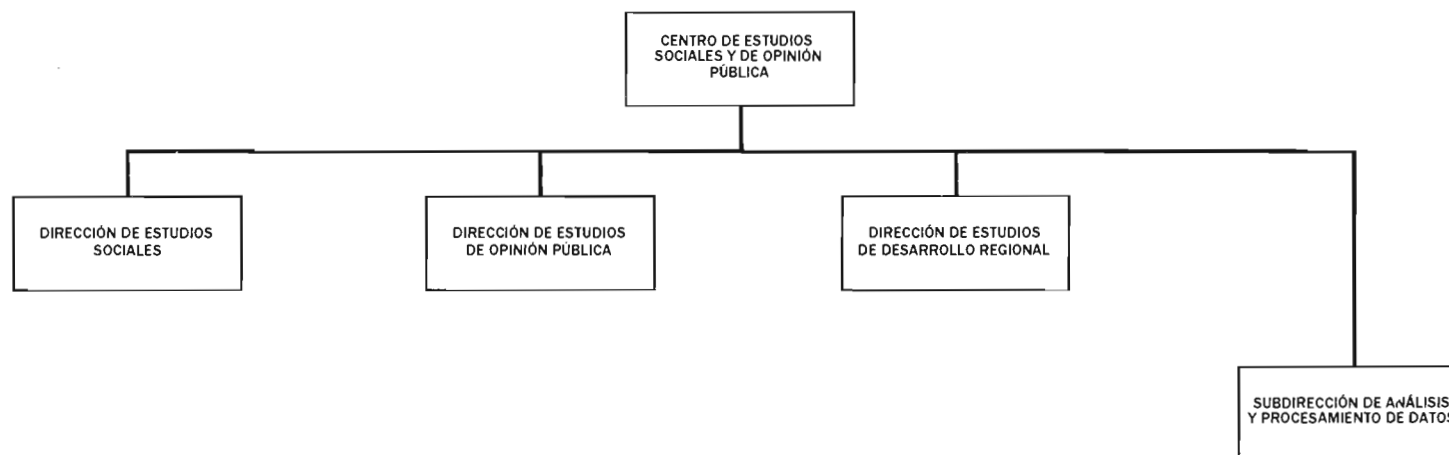 CENTRO DE ESTUDIOS
SOCIALES Y DE OPINIÓN
PÚBLICA
DIRECCIÓN DE ESTUDIOS
SOCIALES
DIRECCIÓN DE ESTUDIOS
DE OPINIÓN PÚBLICA
DIRECCIÓN DE ESTUDIOS
DE DESARROLLO REGIONAL
SUBDIRECCIÓN DE ANÁLISIS
Y PROCESAMIENTO DE DATOS